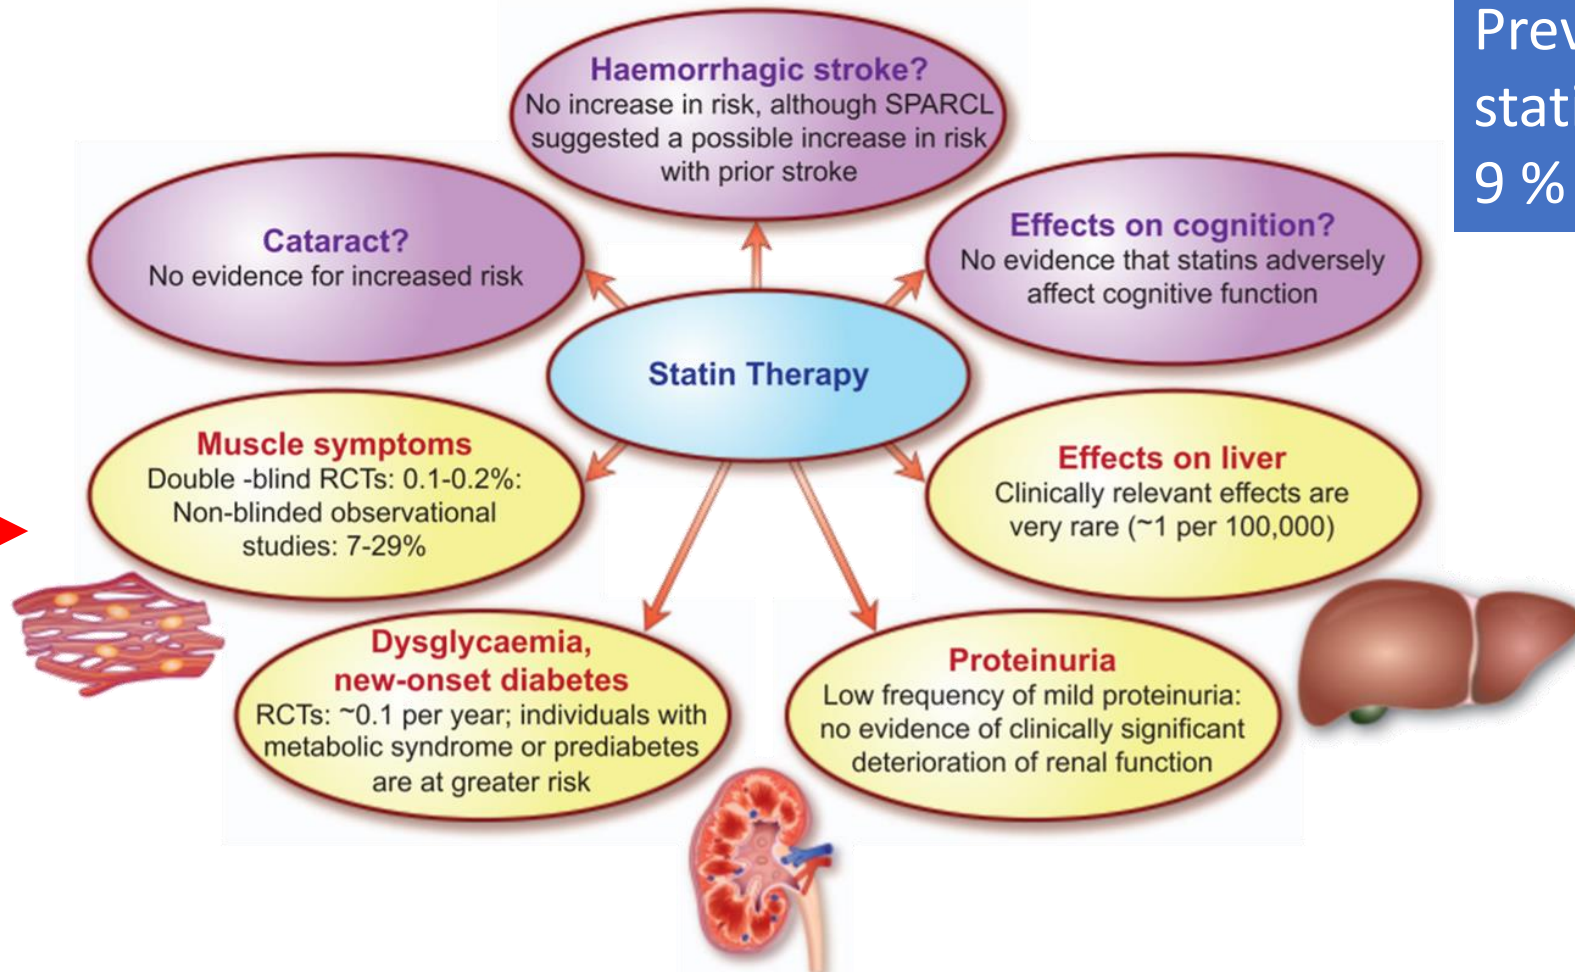 Prev
stati
9 %
Haemorrhagic stroke?
No increase in risk, although SPARCL
suggested a possible increase in risk
with prior stroke
Cataract?
No evidence for increased risk
Effects on cognition?
No evidence that statins adversely
affect cognitive function
Statin Therapy
Muscle symptoms
Double -blind RCTs: 0.1-0.2%:
Non-blinded observational
studies: 7-29%
Effects on liver
Clinically relevant effects are
very rare (~1 per 100,000)
Dysglycaemia,
new-onset diabetes
RCTs: ~0.1 per year; individuals with
metabolic syndrome or prediabetes
are at greater risk
Proteinuria
Low frequency of mild proteinuria:
no evidence of clinically significant
deterioration of renal function